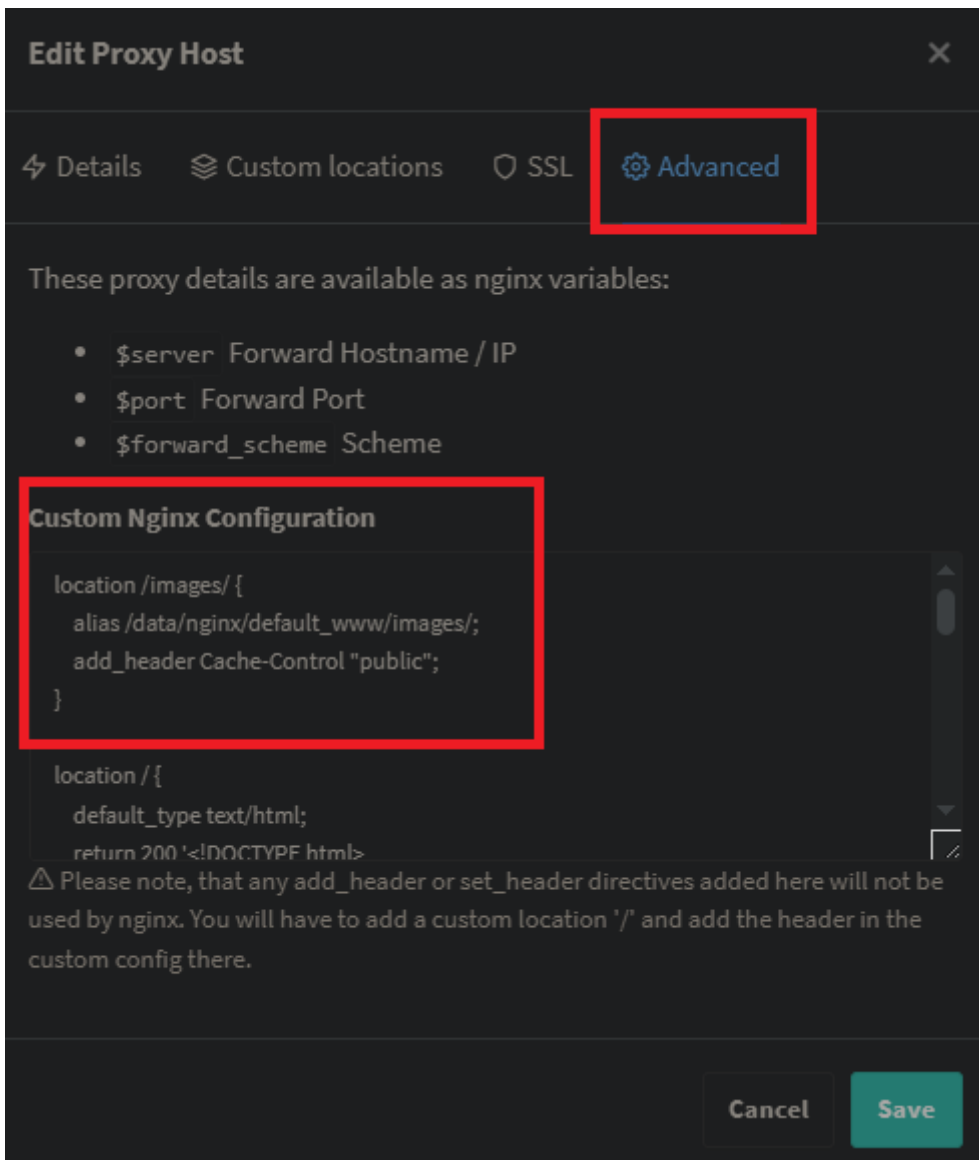 Edit Proxy Host
Details Custom locations SSL Advanced
These proxy details are available as nginx variables:
• $server Forward Hostname / IP
• $port Forward Port
• $forward_scheme Scheme
Custom Nginx Configuration
location /images/ {
alias /data/nginx/default_www/images/;
add_header Cache-Control "public";
}
location / {
default_type text/html;
return 200 '<!DOCTYPE html>
Please note, that any add_header or set_header directives added here will not be
used by nginx. You will have to add a custom location '/' and add the header in the
custom config there.
Cancel Save